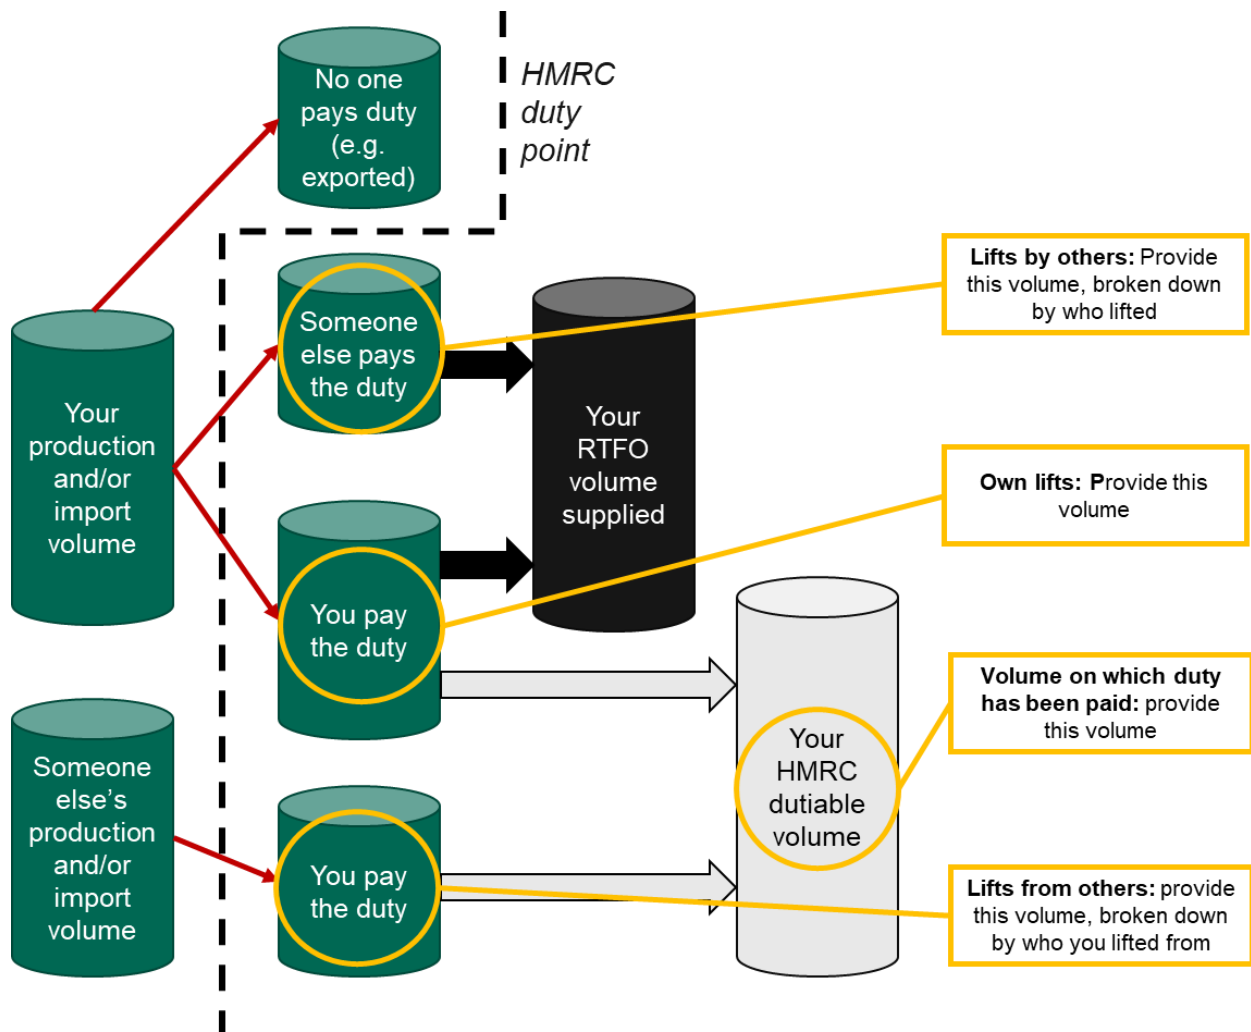 No one
pays duty
(e.g.
exported)
HMRC
duty
point
Someone
else pays
the duty
Lifts by others: Provide
this volume, broken down
by who lifted
Your
production
and/or
import
volume
Your
RTFO
volume
supplied
Own lifts: Provide this
volume
You pay
the duty
Volume on which duty
has been paid: provide
this volume
Your
HMRC
dutiable
volume
Someone
else’s
production
and/or
import
volume
You pay
the duty
Lifts from others: provide
this volume, broken down
by who you lifted from